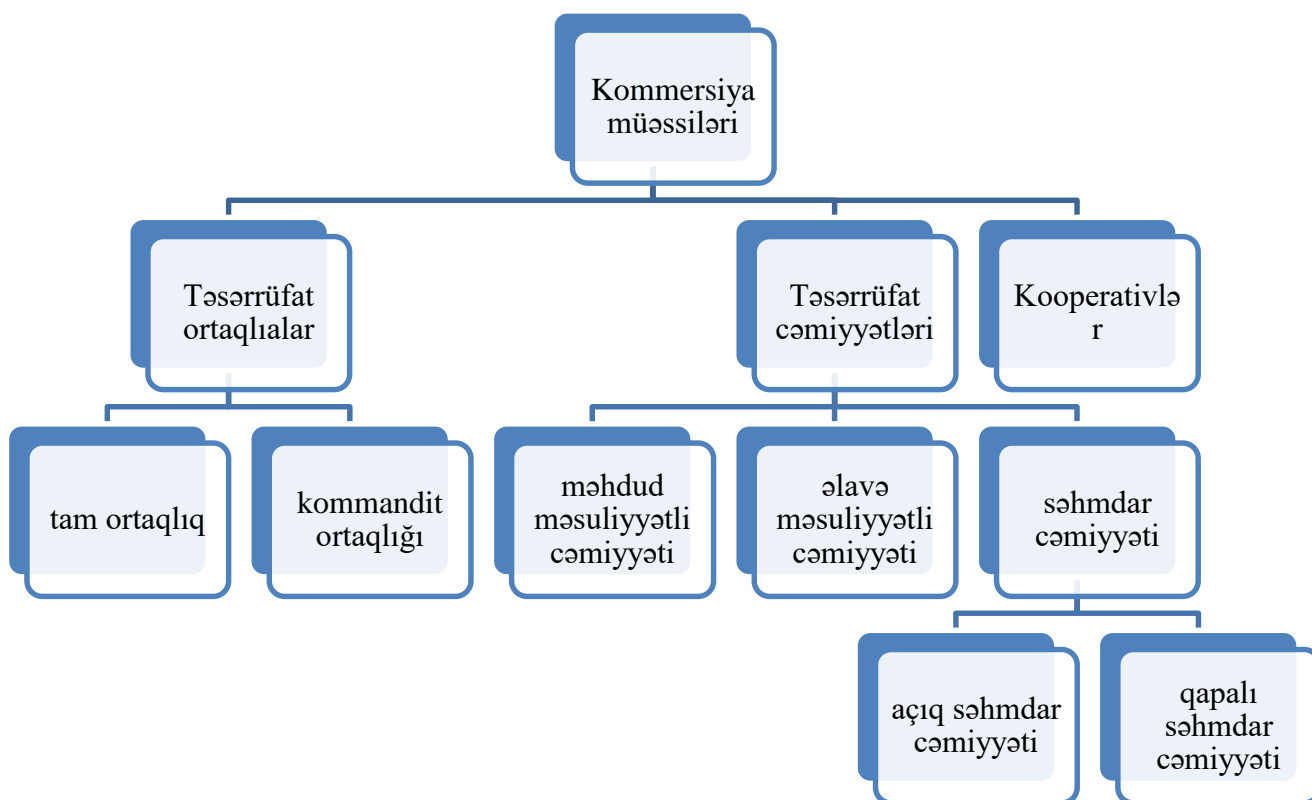 Kommersiya
müəssiləri
Təsərrüfat
ortaqlıalar
Təsərrüfat
cəmiyyətləri
Kooperativlə
r
tam ortaqlıq
kommandit
ortaqlığı
məhdud
məsuliyyətli
cəmiyyəti
əlavə
məsuliyyətli
cəmiyyəti
səhmdar
cəmiyyəti
açıq səhmdar
cəmiyyəti
qapalı
səhmdar
cəmiyyəti